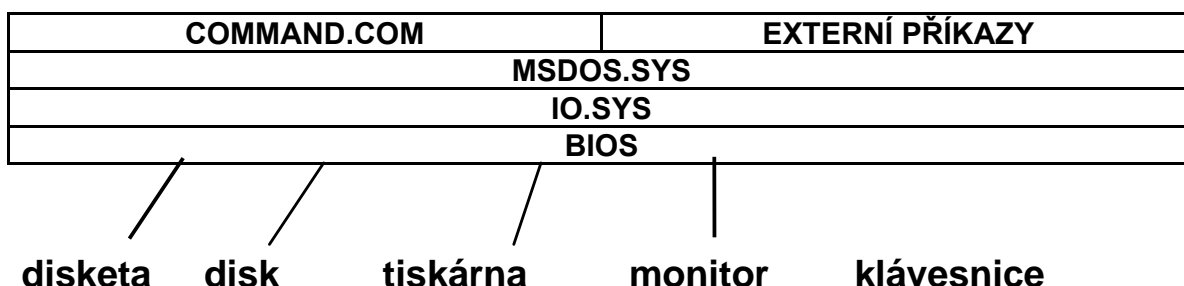 COMMAND.COM EXTERNÍ PŘÍKAZY
MSDOS.SYS
IO.SYS
BIOS
disketa disk tiskárna monitor klávesnice